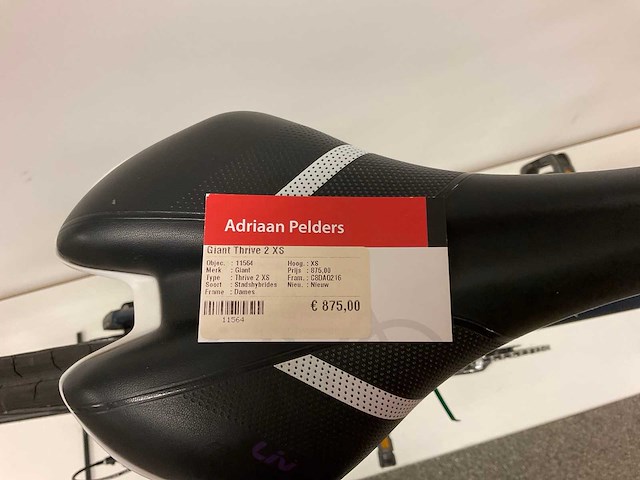 Adriaan Pelders
Giant Thrive 2 XS
Objec. : 11564 Hoog. : XS
Merk : Giant Prijs : 875,00
Type : Thrive 2 XS Fram. : C8DA0216
Soort : Stadshybrides Nieu. : Nieuw
Frame : Dames
€ 875,00
11564
Liv